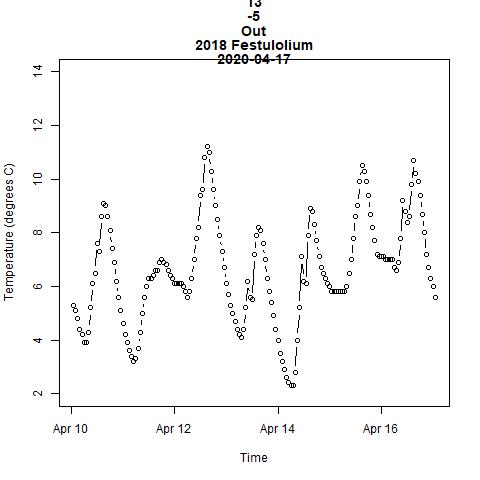 13
-5
Out
2018 Festulolium
2020-04-17
14
12
10
8
6
4
2
Temperature (degrees C)
Apr 10
Apr 12
Apr 14
Apr 16
Time